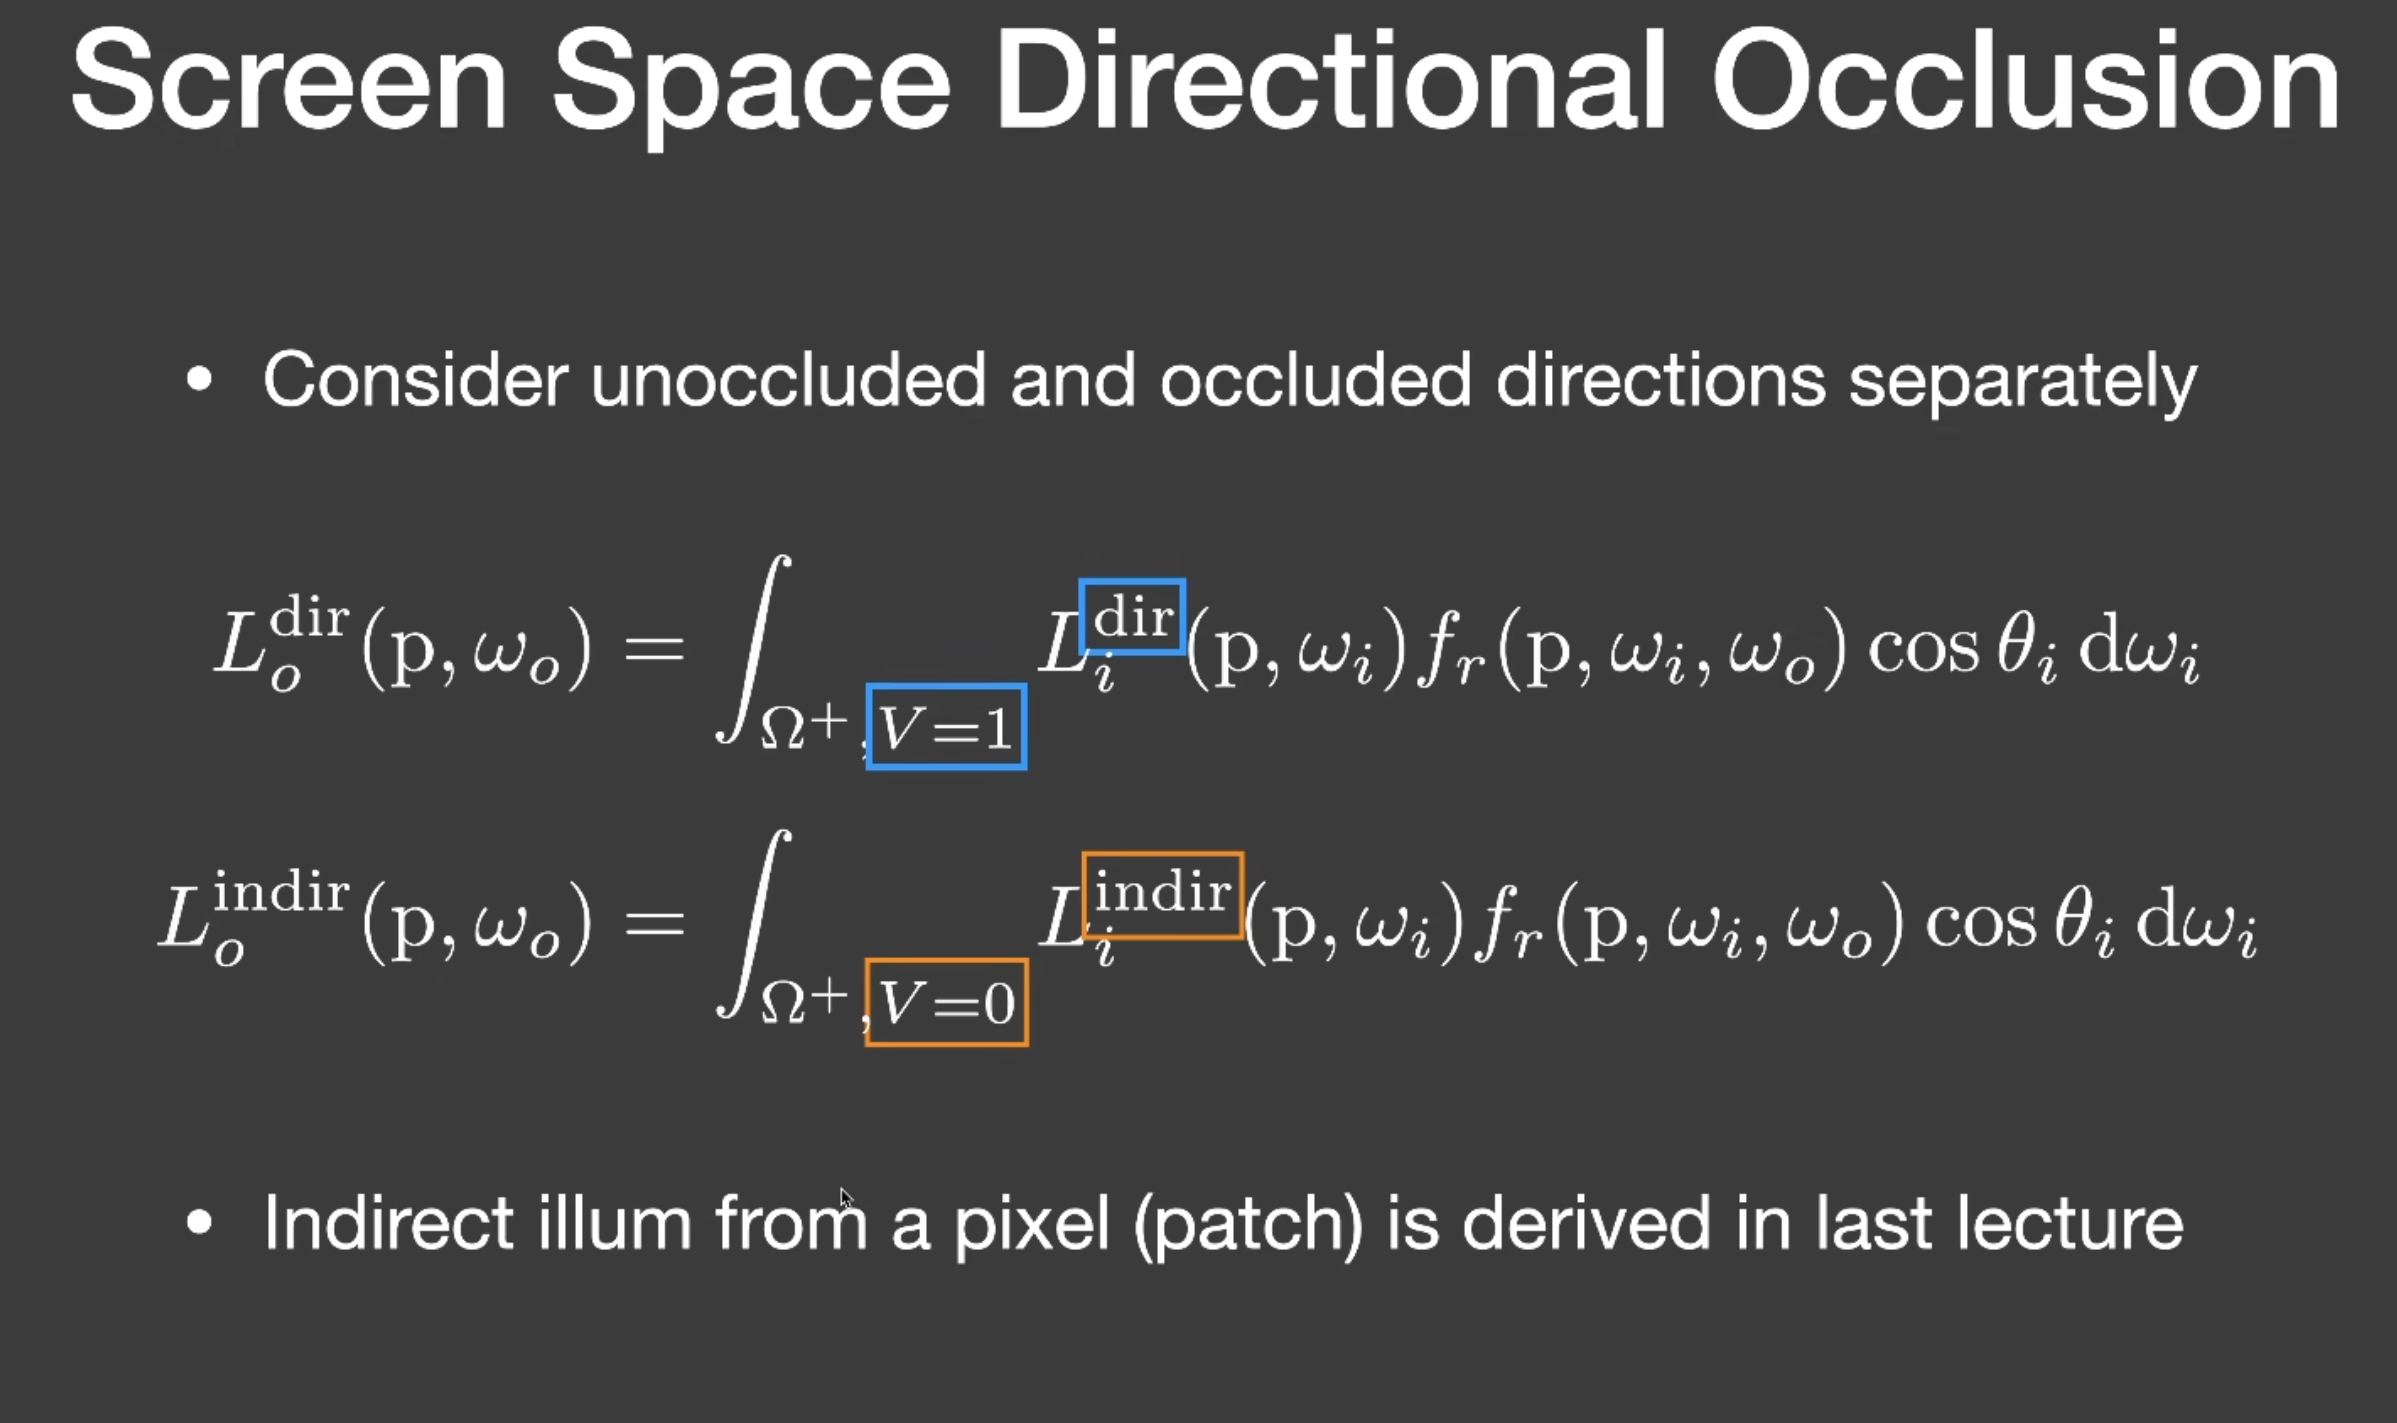 Screen Space Directional Occlusion
• Consider unoccluded and occluded directions separately
$L_o^{\mathrm{dir}}(\mathrm{p}, \omega_o) = \int_{\Omega^+, V=1} L_i^{\mathrm{dir}}(\mathrm{p}, \omega_i) f_r(\mathrm{p}, \omega_i, \omega_o) \cos\theta_i \, \mathrm{d}\omega_i$
$L_o^{\mathrm{indir}}(\mathrm{p}, \omega_o) = \int_{\Omega^+, V=0} L_i^{\mathrm{indir}}(\mathrm{p}, \omega_i) f_r(\mathrm{p}, \omega_i, \omega_o) \cos\theta_i \, \mathrm{d}\omega_i$
• Indirect illum from a pixel (patch) is derived in last lecture